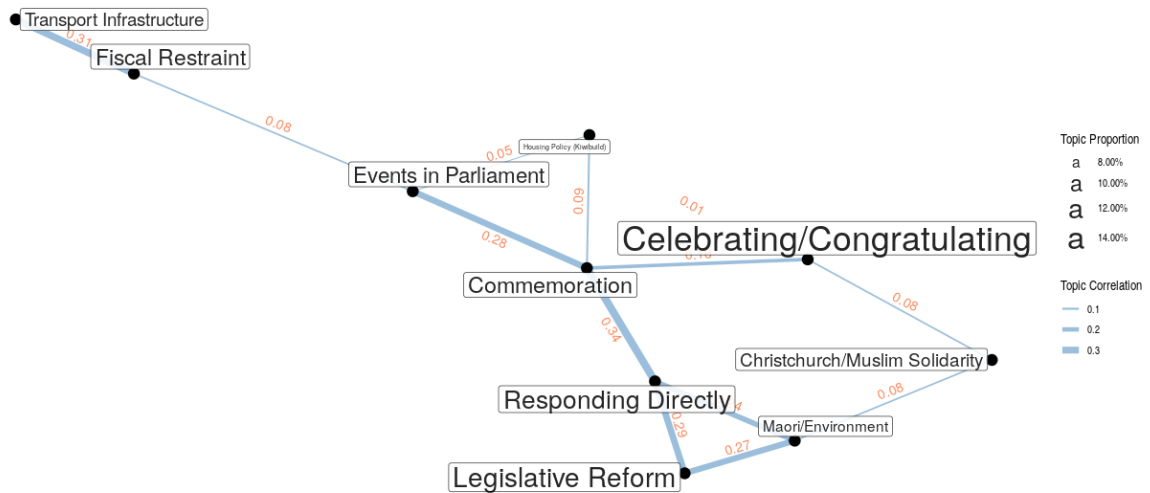 Transport Infrastructure
0.31
Fiscal Restraint
0.08
Housing Policy (Kiwibuild)
0.05
Events in Parliament
0.09
0.01
0.28
Celebrating/Congratulating
Commemoration
0.08
0.34
Christchurch/Muslim Solidarity
0.08
Responding Directly
4
0.29
Maori/Environment
0.27
Legislative Reform
Topic Proportion
a 8.00%
a 10.00%
a 12.00%
a 14.00%
Topic Correlation
0.1
0.2
0.3